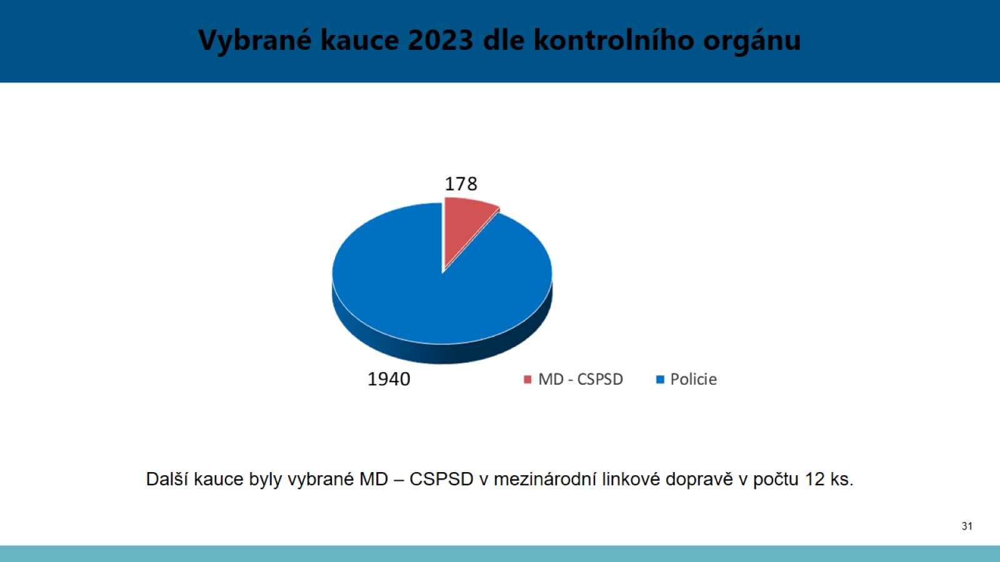 Vybrané kauce 2023 dle kontrolního orgánu
178
1940
MD - CSPSD
Policie
Další kauce byly vybrané MD – CSPSD v mezinárodní linkové dopravě v počtu 12 ks.
31